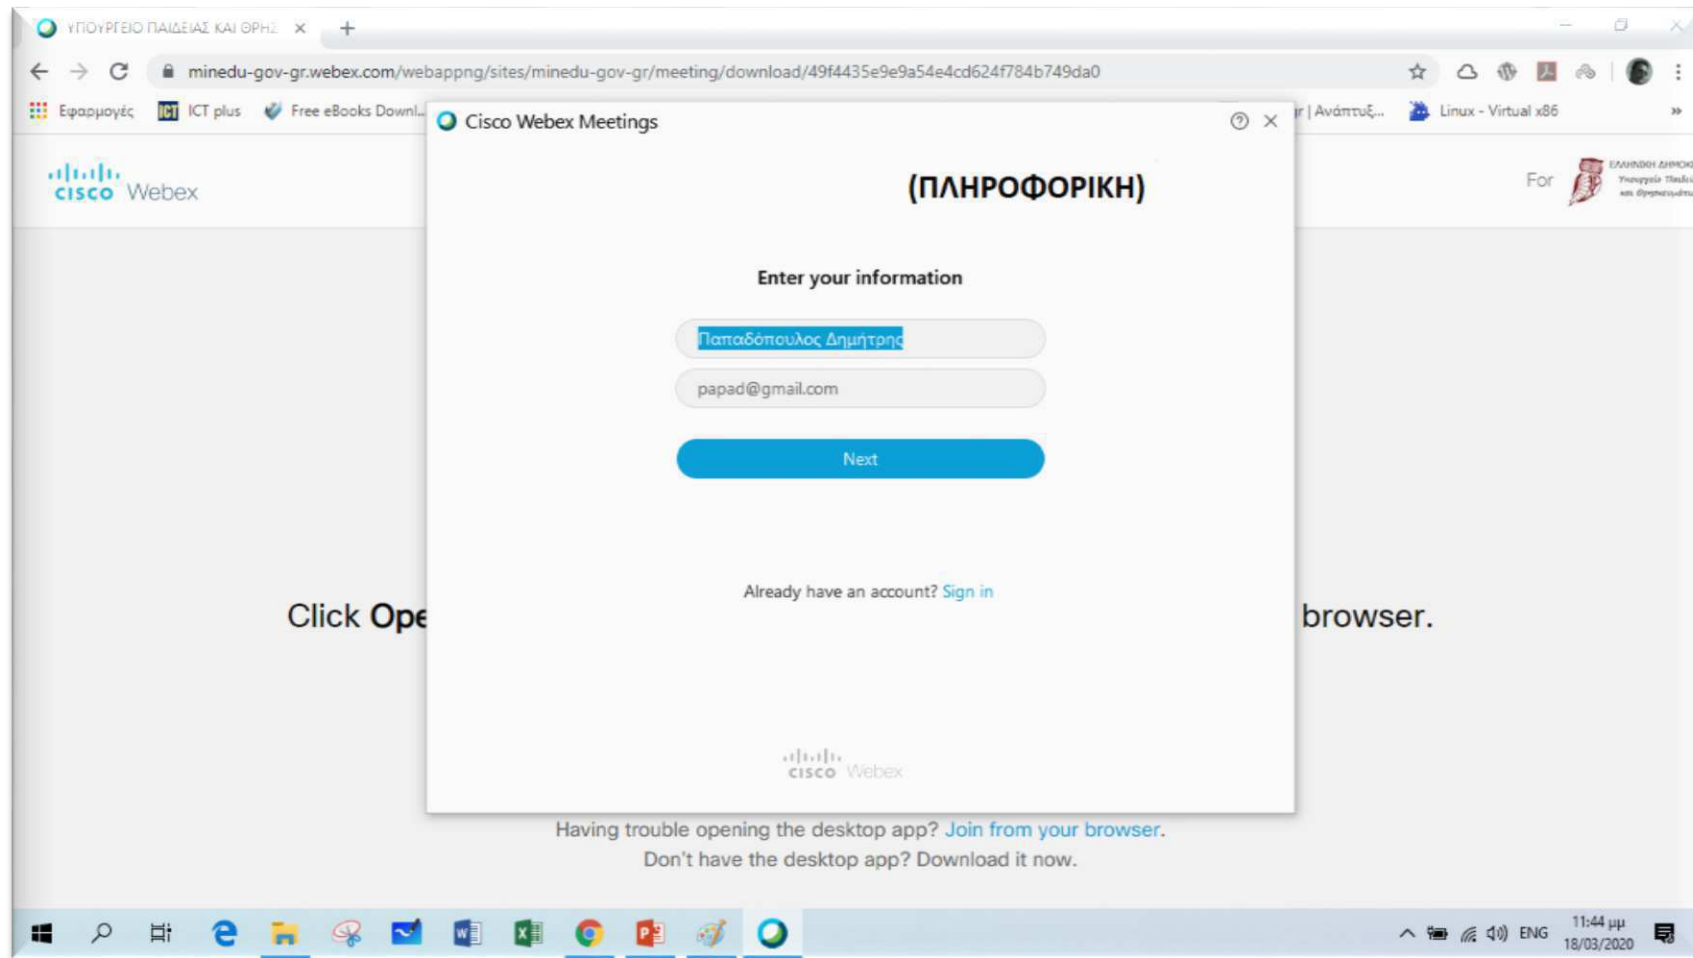 ΥΠΟΥΡΓΕΙΟ ΠΑΙΔΕΙΑΣ ΚΑΙ ΘΡΗΣ
minedu-gov-gr.webex.com/webappng/sites/minedu-gov-gr/meeting/download/49f4435e9e9a54e4cd624f784b749da0
Εφαρμογές ICT ICT plus Free eBooks Downl... gr | Ανάπτυξ... Linux - Virtual x86 »
Cisco Webex Meetings
cisco Webex
(ΠΛΗΡΟΦΟΡΙΚΗ)
For
Enter your information
Παπαδόπουλος Δημήτρης
papad@gmail.com
Next
Already have an account? Sign in
Click Ope browser.
cisco Webex
Having trouble opening the desktop app? Join from your browser.
Don't have the desktop app? Download it now.
ENG 11:44 μμ
18/03/2020